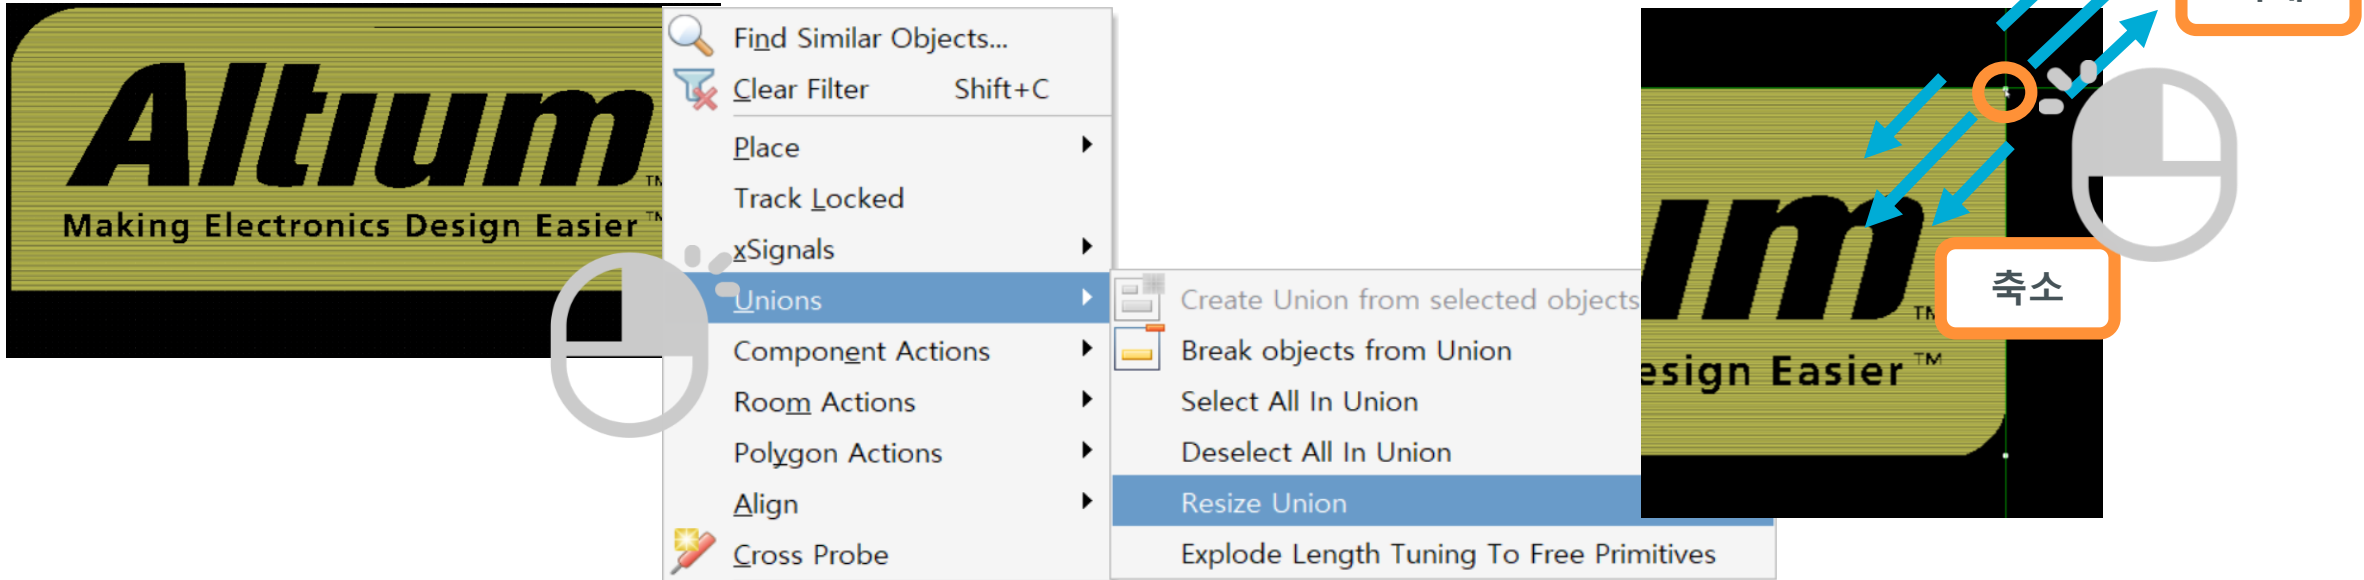 Altium
TM
Making Electronics Design Easier TM
Find Similar Objects...
Clear Filter Shift+C
Place
Track Locked
xSignals
Unions
Component Actions
Room Actions
Polygon Actions
Align
Cross Probe
Create Union from selected objects
Break objects from Union
Select All In Union
Deselect All In Union
Resize Union
Explode Length Tuning To Free Primitives
um
TM
esign Easier TM
축소